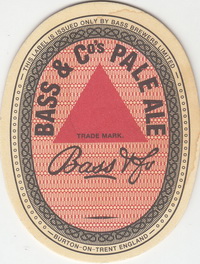 THIS LABEL IS ISSUED ONLY BY BASS BREWERS LIMITED
BASS & Co's PALE ALE
TRADE MARK.
Bass & Co
BURTON-ON-TRENT ENGLAND